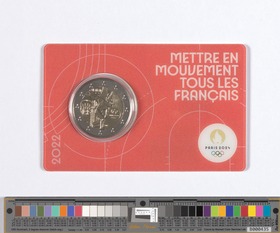 METTRE EN
MOUVEMENT
TOUS LES
FRANÇAIS
2022
PARIS 2024